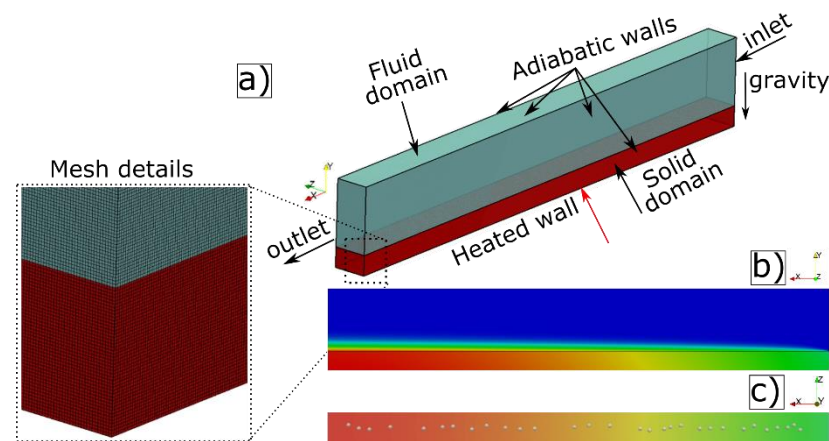 a)
Fluid
domain
Adiabatic walls
inlet
gravity
Mesh details
Y
Z
X
Solid
domain
Heated wall
outlet
b)
Y
X
Z
c)
Z
X
Y